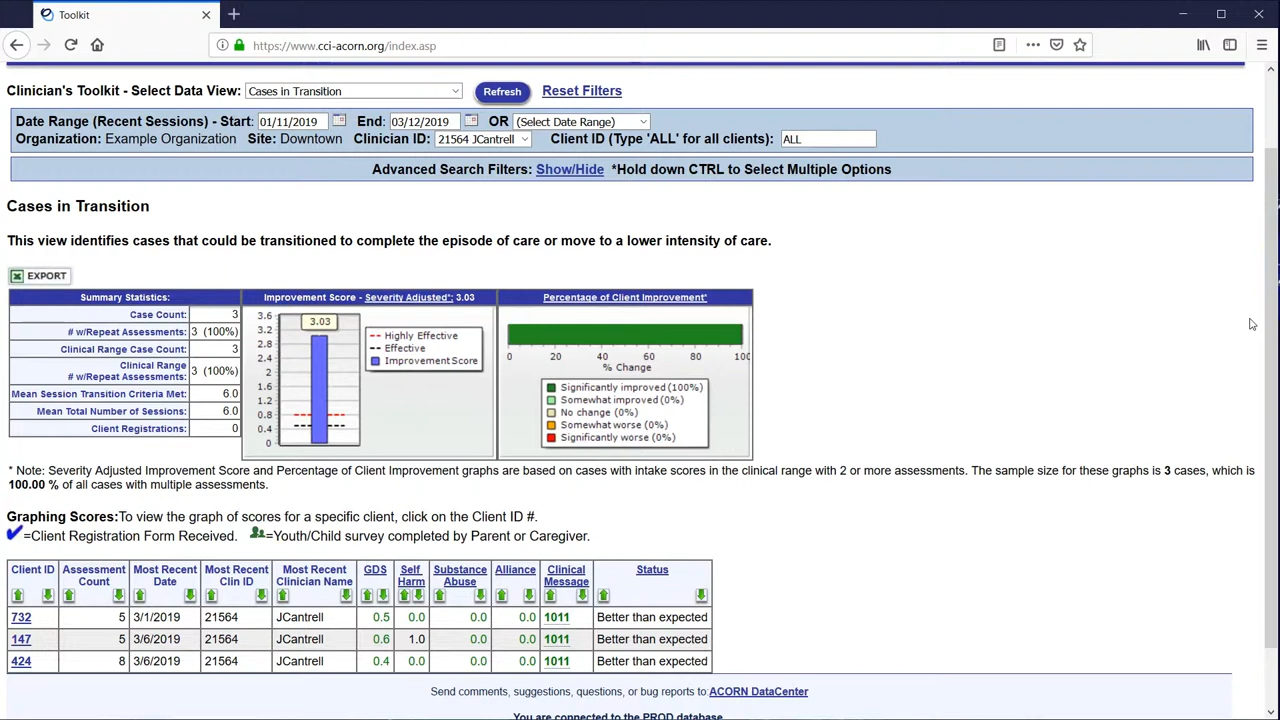 Toolkit
https://www.cci-acorn.org/index.asp
Clinician's Toolkit - Select Data View: Cases in Transition Refresh Reset Filters
Date Range (Recent Sessions) - Start: 01/11/2019 End: 03/12/2019 OR (Select Date Range)
Organization: Example Organization Site: Downtown Clinician ID: 21564 JCantrell Client ID (Type 'ALL' for all clients): ALL
Advanced Search Filters: Show/Hide *Hold down CTRL to Select Multiple Options
Cases in Transition
This view identifies cases that could be transitioned to complete the episode of care or move to a lower intensity of care.
EXPORT
Summary Statistics:
Case Count: 3
# w/Repeat Assessments: 3 (100%)
Clinical Range Case Count: 3
Clinical Range
# w/Repeat Assessments: 3 (100%)
Mean Session Transition Criteria Met: 6.0
Mean Total Number of Sessions: 6.0
Client Registrations: 0
Improvement Score - Severity Adjusted*: 3.03
3.6
3.2
2.8
2.4
2
1.6
1.2
0.8
0.4
0
3.03
Highly Effective
Effective
Improvement Score
Percentage of Client Improvement*
0 20 40 60 80 100
% Change
Significantly improved (100%)
Somewhat improved (0%)
No change (0%)
Somewhat worse (0%)
Significantly worse (0%)
* Note: Severity Adjusted Improvement Score and Percentage of Client Improvement graphs are based on cases with intake scores in the clinical range with 2 or more assessments. The sample size for these graphs is 3 cases, which is
100.00 % of all cases with multiple assessments.
Graphing Scores:To view the graph of scores for a specific client, click on the Client ID #.
=Client Registration Form Received. =Youth/Child survey completed by Parent or Caregiver.
Client ID Assessment Count Most Recent Date Most Recent Clin ID Most Recent Clinician Name GDS Self Harm Substance Abuse Alliance Clinical Message Status
732 5 3/1/2019 21564 JCantrell 0.5 0.0 0.0 0.0 1011 Better than expected
147 5 3/6/2019 21564 JCantrell 0.6 1.0 0.0 0.0 1011 Better than expected
424 8 3/6/2019 21564 JCantrell 0.4 0.0 0.0 0.0 1011 Better than expected
Send comments, suggestions, questions, or bug reports to:ACORN DataCenter
You are connected to the PROD database